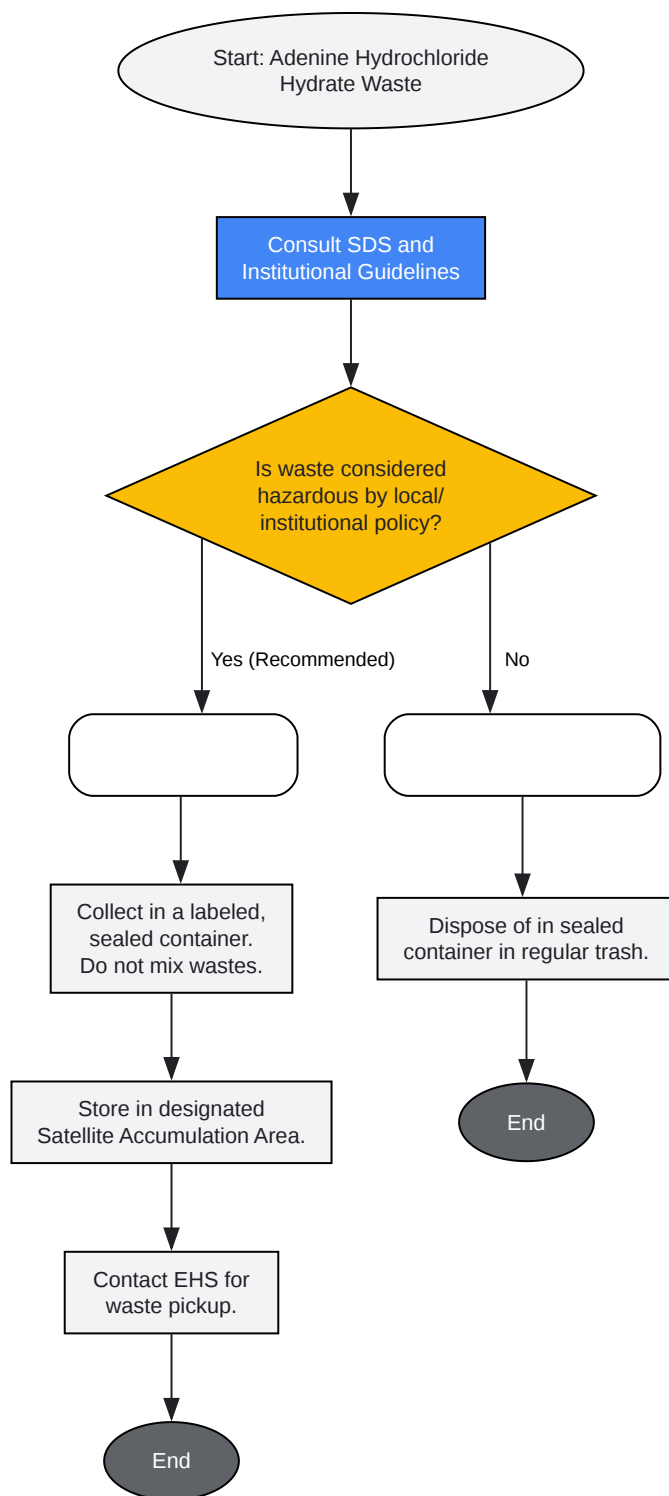 Start: Adenine Hydrochloride
Hydrate Waste
Consult SDS and
Institutional Guidelines
Is waste considered
hazardous by local/
institutional policy?
Yes (Recommended)
No
Collect in a labeled,
sealed container.
Do not mix wastes.
Dispose of in sealed
container in regular trash.
Store in designated
Satellite Accumulation Area.
End
Contact EHS for
waste pickup.
End